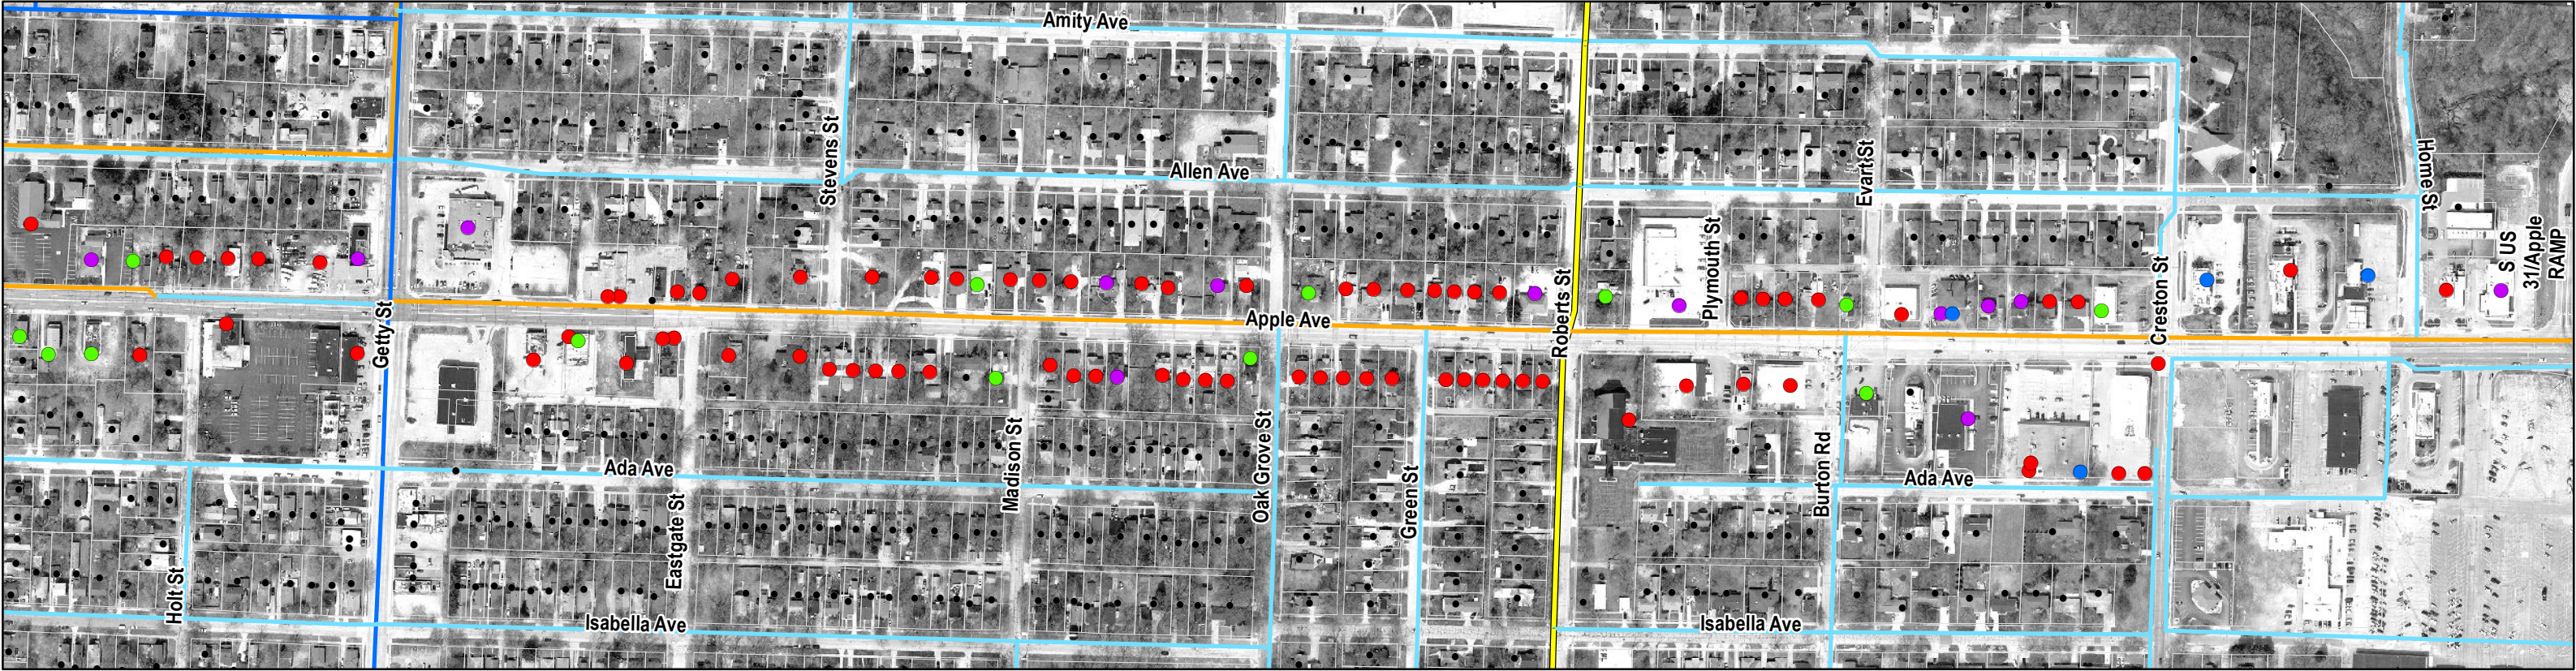 Amity Ave
Stevens St
Allen Ave
Evart St
Home St
Plymouth St
S US
31/Apple
RAMP
Getty St
Apple Ave
Roberts St
Creston St
Madison St
Oak Grove St
Green St
Burton Rd
Ada Ave
Ada Ave
Eastgate St
Holt St
Isabella Ave
Isabella Ave